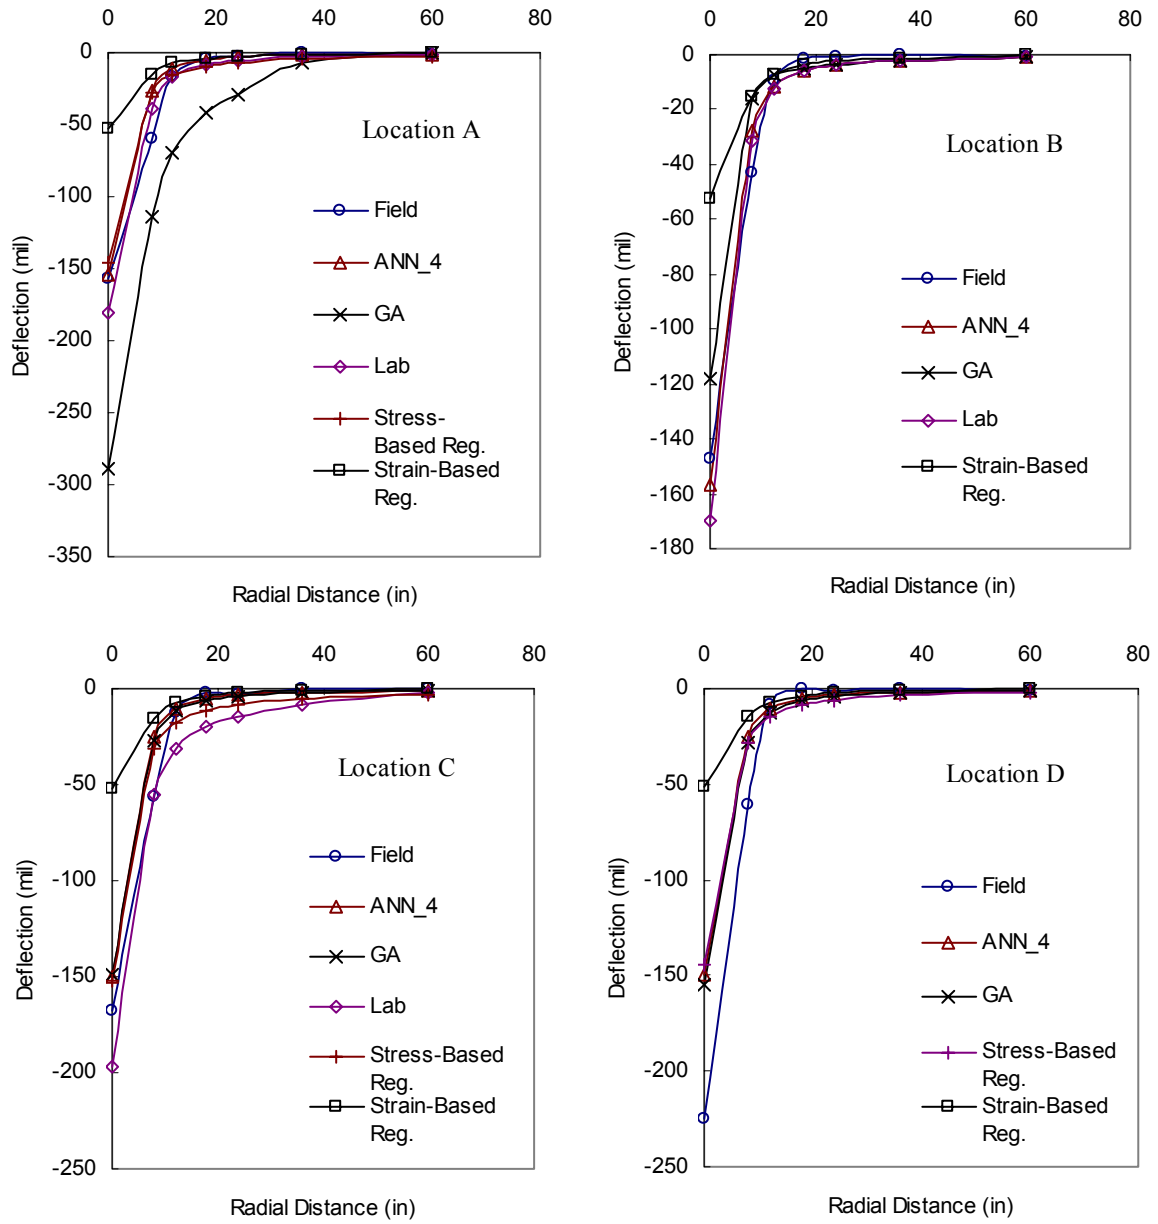 0 20 40 60 80
0
-50
-100
-150
-200
-250
-300
-350
Deflection (mil)
Location A
Field
ANN_4
GA
Lab
Stress-
Based Reg.
Strain-Based
Reg.
Radial Distance (in)
0 20 40 60 80
0
-20
-40
-60
-80
-100
-120
-140
-160
-180
Deflection (mil)
Location B
Field
ANN_4
GA
Lab
Strain-Based
Reg.
Radial Distance (in)
0 20 40 60 80
0
-50
-100
-150
-200
-250
Deflection (mil)
Location C
Field
ANN_4
GA
Lab
Stress-Based
Reg.
Strain-Based
Reg.
Radial Distance (in)
0 20 40 60 80
0
-50
-100
-150
-200
-250
Deflection (mil)
Location D
Field
ANN_4
GA
Stress-Based
Reg.
Strain-Based
Reg.
Radial Distance (in)